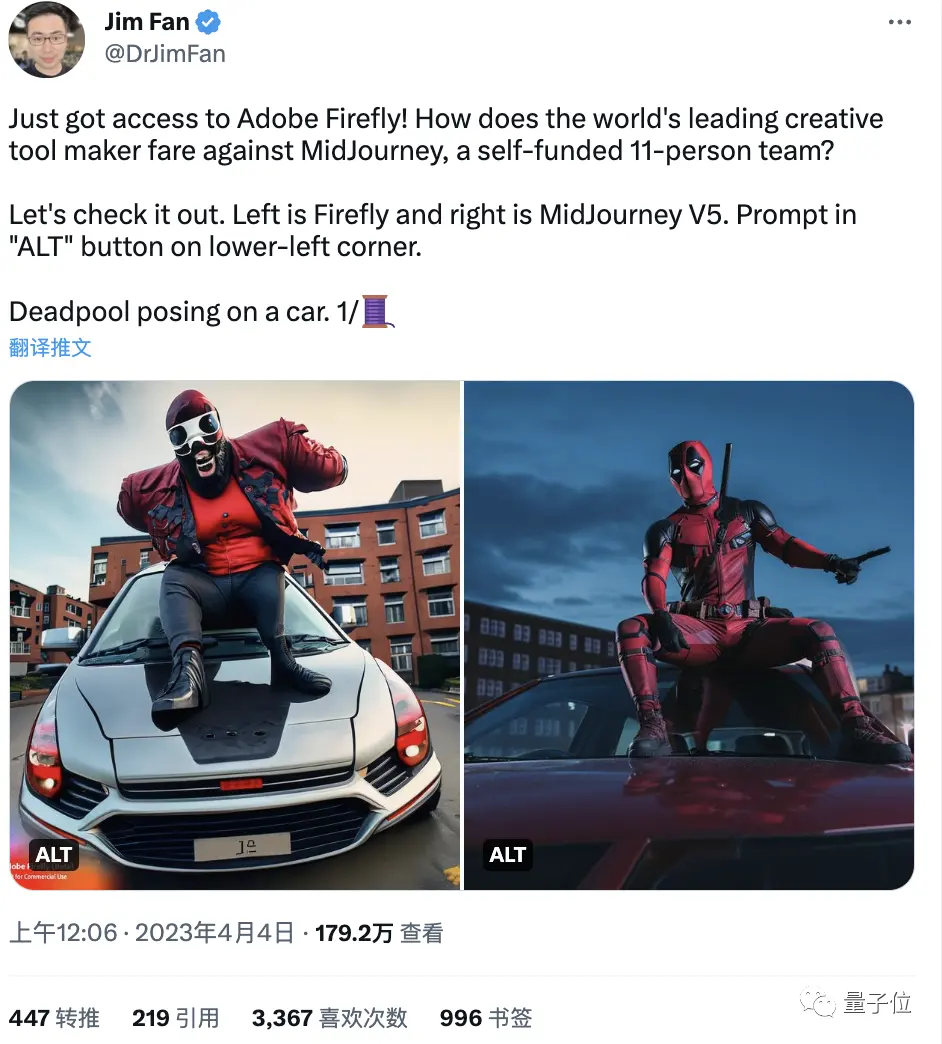 Jim Fan
@DrJimFan
Just got access to Adobe Firefly! How does the world's leading creative
tool maker fare against MidJourney, a self-funded 11-person team?
Let's check it out. Left is Firefly and right is MidJourney V5. Prompt in
"ALT" button on lower-left corner.
Deadpool posing on a car. 1/🧵
翻译推文
ALT
for Commercial Use
ALT
上午12:06 · 2023年4月4日 · 179.2万 查看
447 转推 219 引用 3,367 喜欢次数 996 书签
量子位